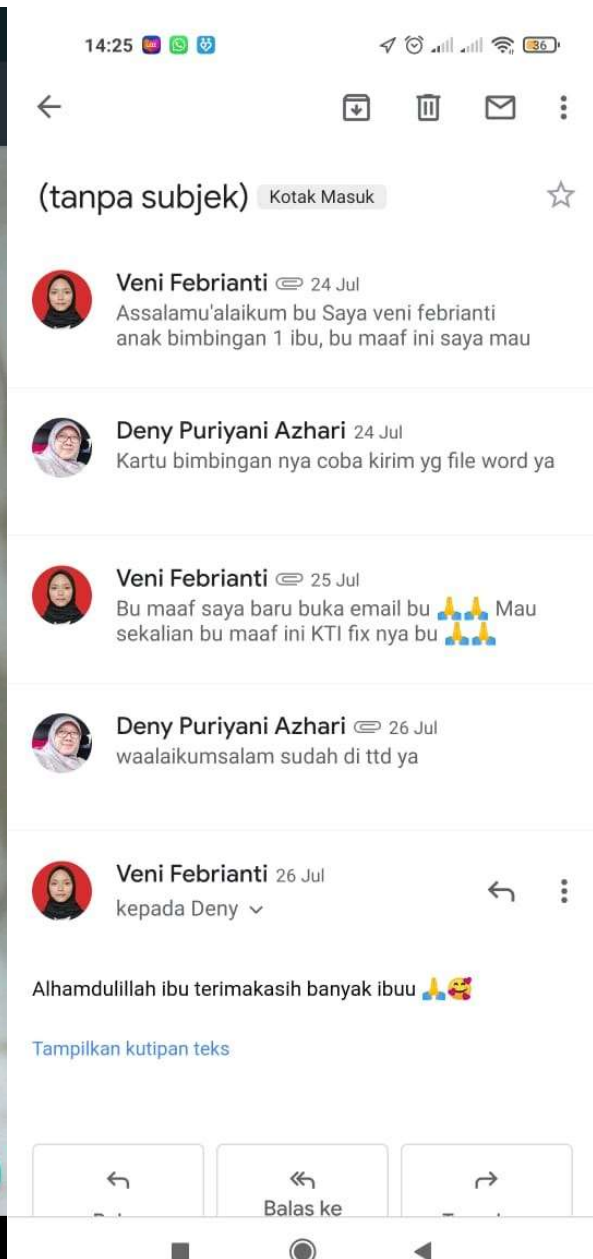 14:25
36
(tanpa subjek) Kotak Masuk
Veni Febrianti 24 Jul
Assalamu'alaikum bu Saya veni febrianti
anak bimbingan 1 ibu, bu maaf ini saya mau
Deny Puriyani Azhari 24 Jul
Kartu bimbingan nya coba kirim yg file word ya
Veni Febrianti 25 Jul
Bu maaf saya baru buka email bu 🙏🙏 Mau
sekalian bu maaf ini KTI fix nya bu 🙏🙏
Deny Puriyani Azhari 26 Jul
waalaikumsalam sudah di ttd ya
Veni Febrianti 26 Jul
kepada Deny
Alhamdulillah ibu terimakasih banyak ibuu 🙏🥰
Tampilkan kutipan teks
Balas ke